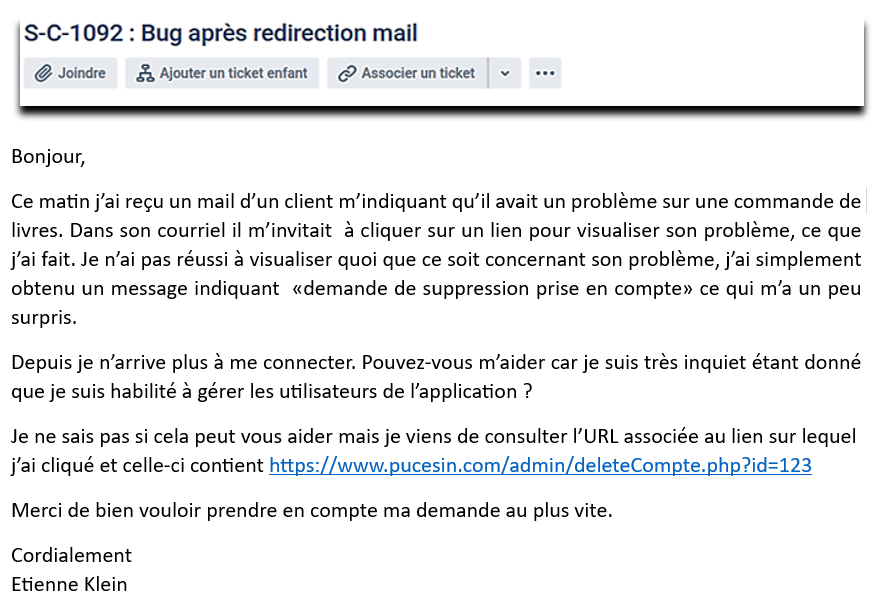 S-C-1092 : Bug après redirection mail
Joindre
Ajouter un ticket enfant
Associer un ticket
Bonjour,
Ce matin j’ai reçu un mail d’un client m’indiquant qu’il avait un problème sur une commande de
livres. Dans son courriel il m’invitait  à cliquer sur un lien pour visualiser son problème, ce que
j’ai fait. Je n’ai pas réussi à visualiser quoi que ce soit concernant son problème, j’ai simplement
obtenu un message indiquant  «demande de suppression prise en compte» ce qui m’a un peu
surpris.
Depuis je n’arrive plus à me connecter. Pouvez-vous m’aider car je suis très inquiet étant donné
que je suis habilité à gérer les utilisateurs de l’application ?
Je ne sais pas si cela peut vous aider mais je viens de consulter l’URL associée au lien sur lequel
j’ai cliqué et celle-ci contient https://www.pucesin.com/admin/deleteCompte.php?id=123
Merci de bien vouloir prendre en compte ma demande au plus vite.
Cordialement
Etienne Klein